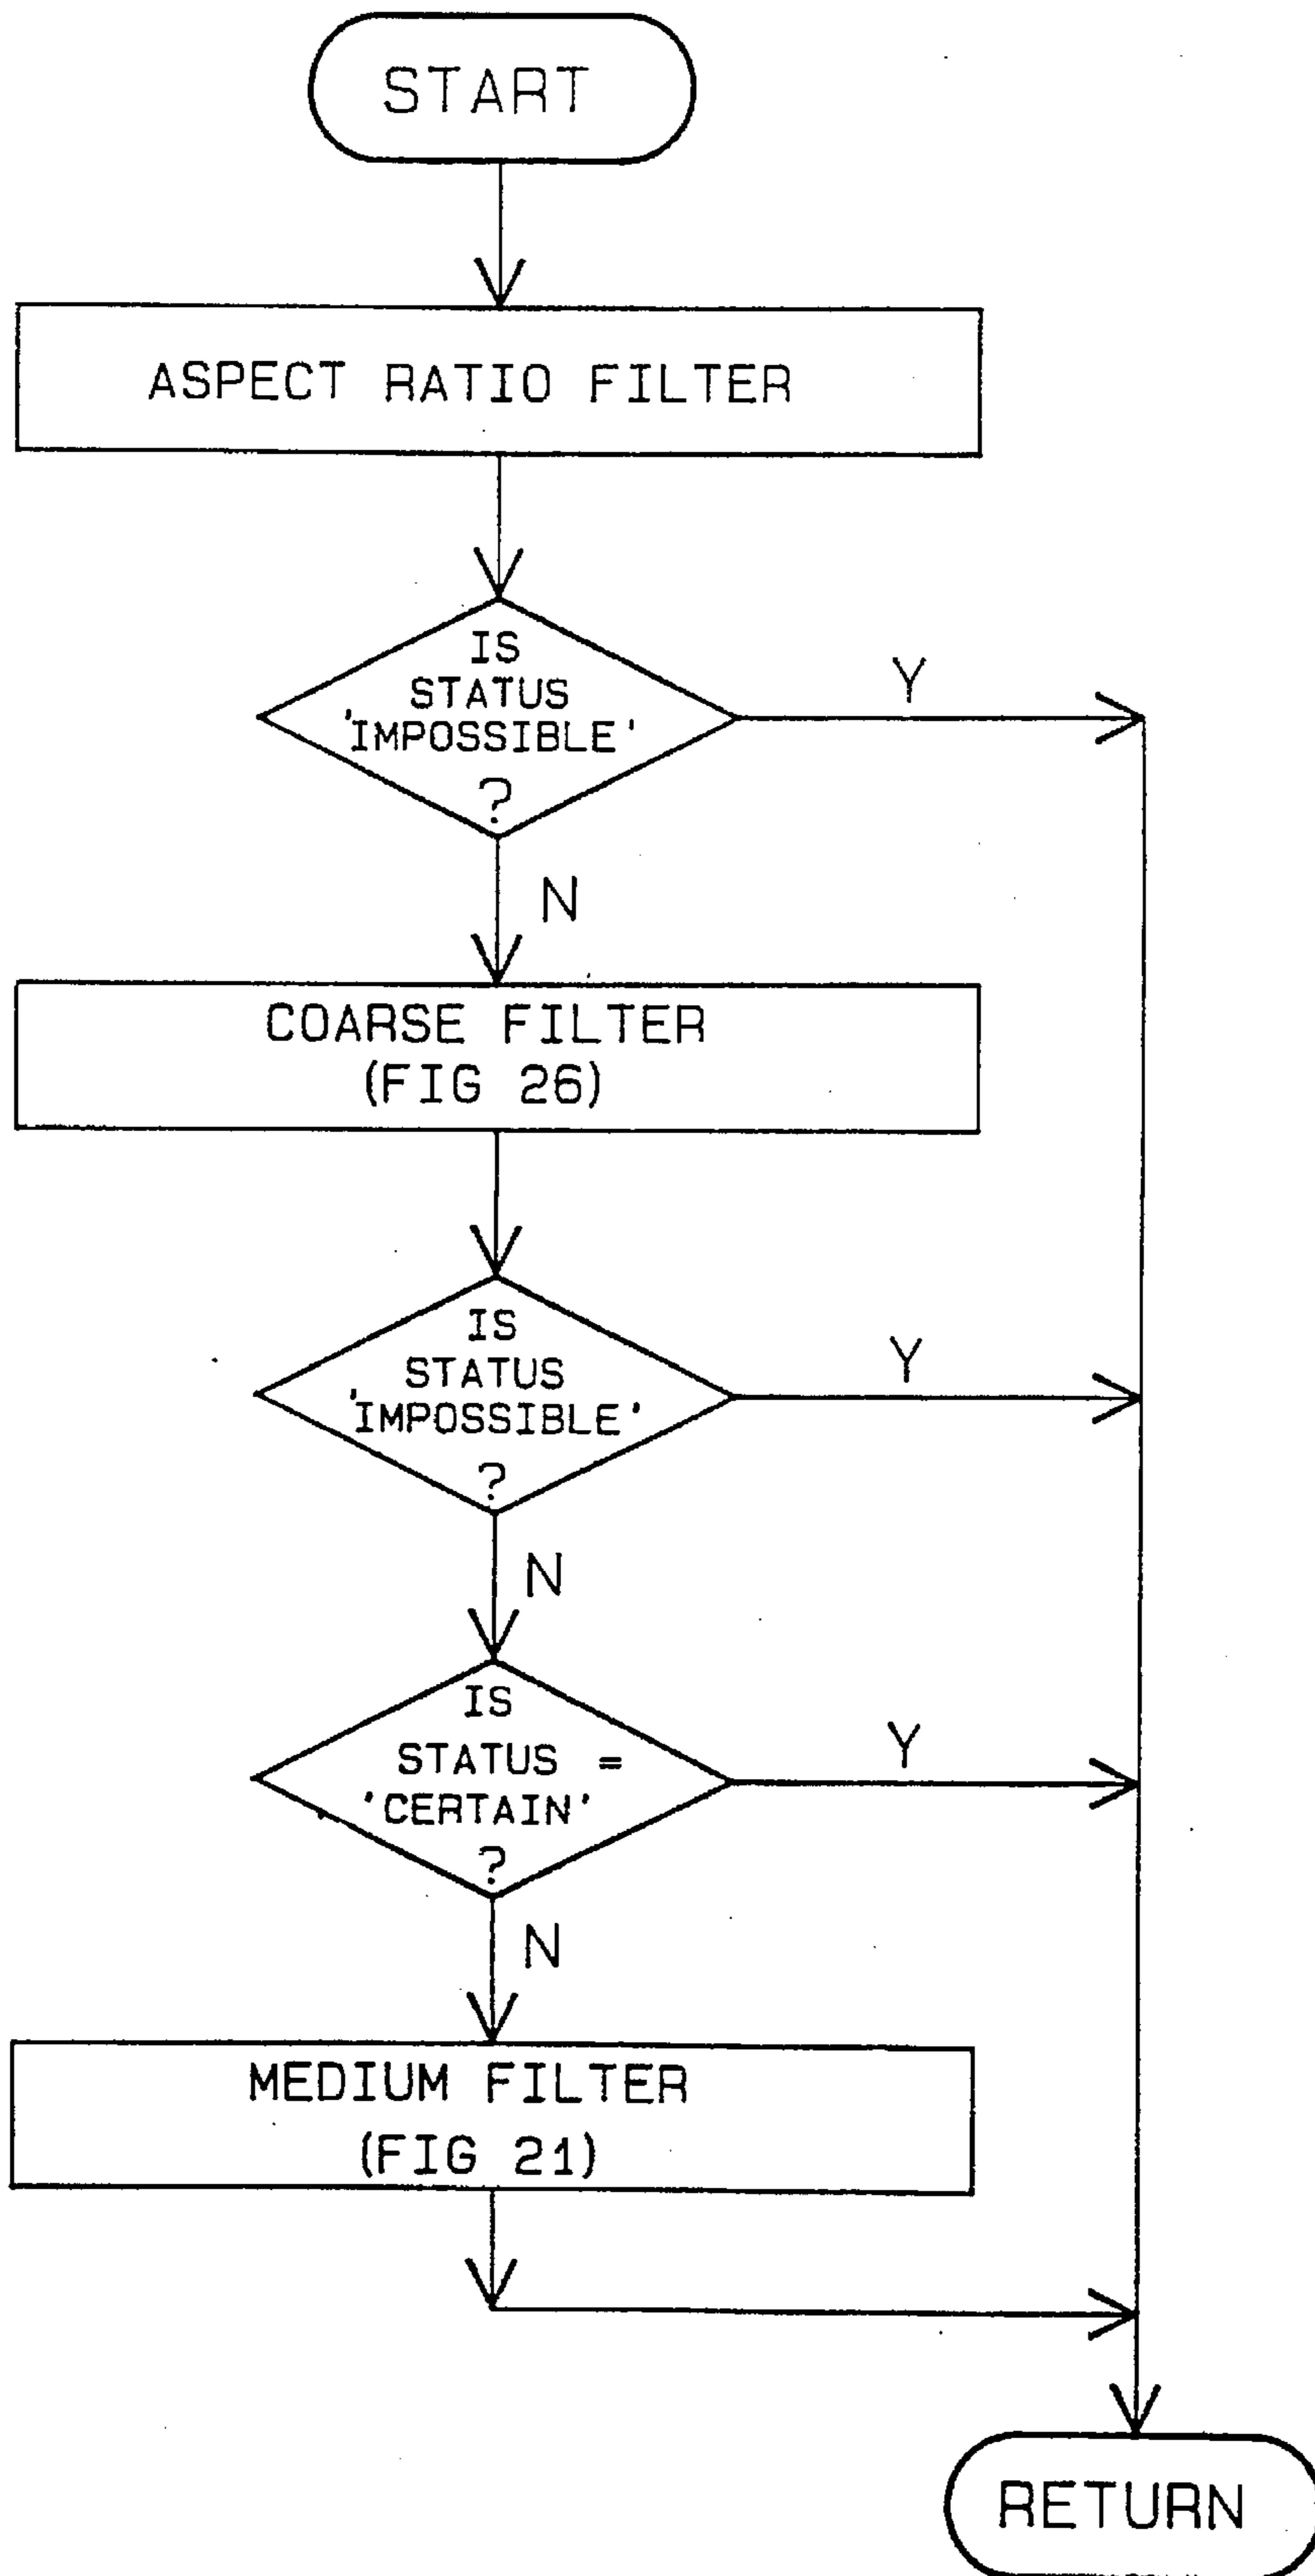 START
ASPECT RATIO FILTER
IS
STATUS
'IMPOSSIBLE'
?
Y
N
COARSE FILTER
(FIG 26)
IS
STATUS
'IMPOSSIBLE'
?
Y
N
IS
STATUS =
'CERTAIN'
?
Y
N
MEDIUM FILTER
(FIG 21)
RETURN